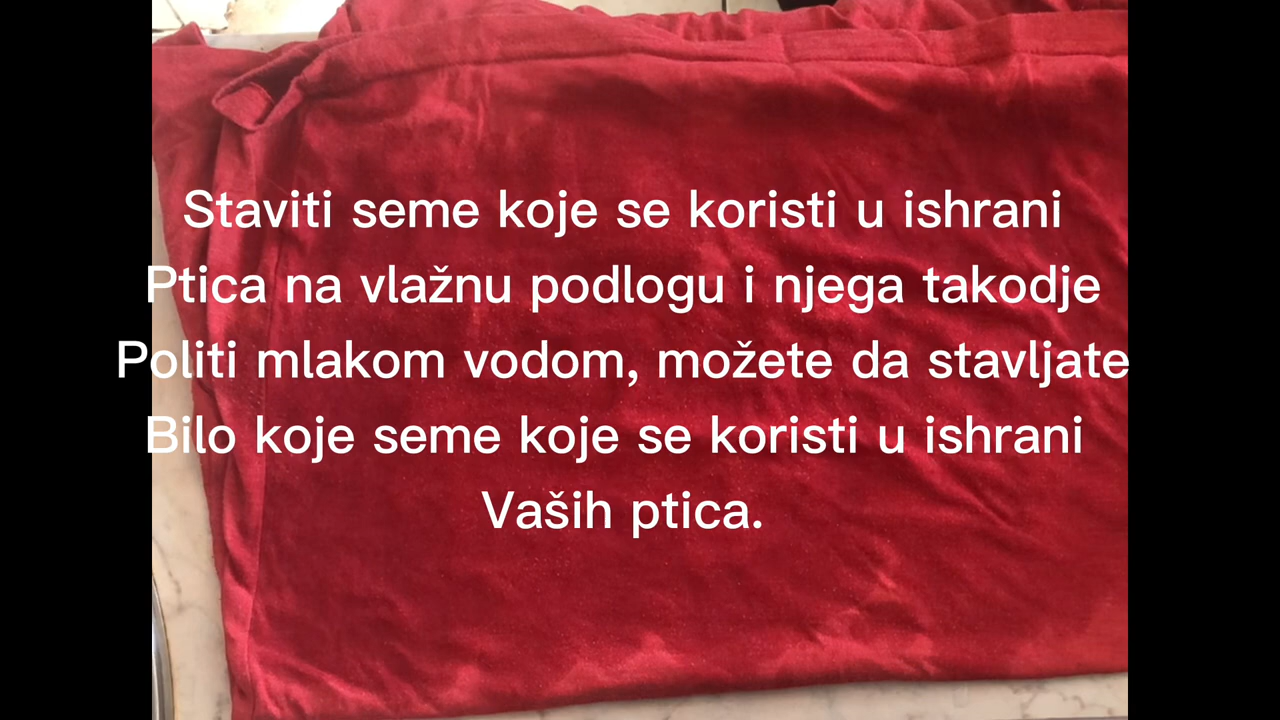 Staviti seme koje se koristi u ishrani
Ptica na vlažnu podlogu i njega takodje
Politi mlakom vodom, možete da stavljate
Bilo koje seme koje se koristi u ishrani
Vaših ptica.